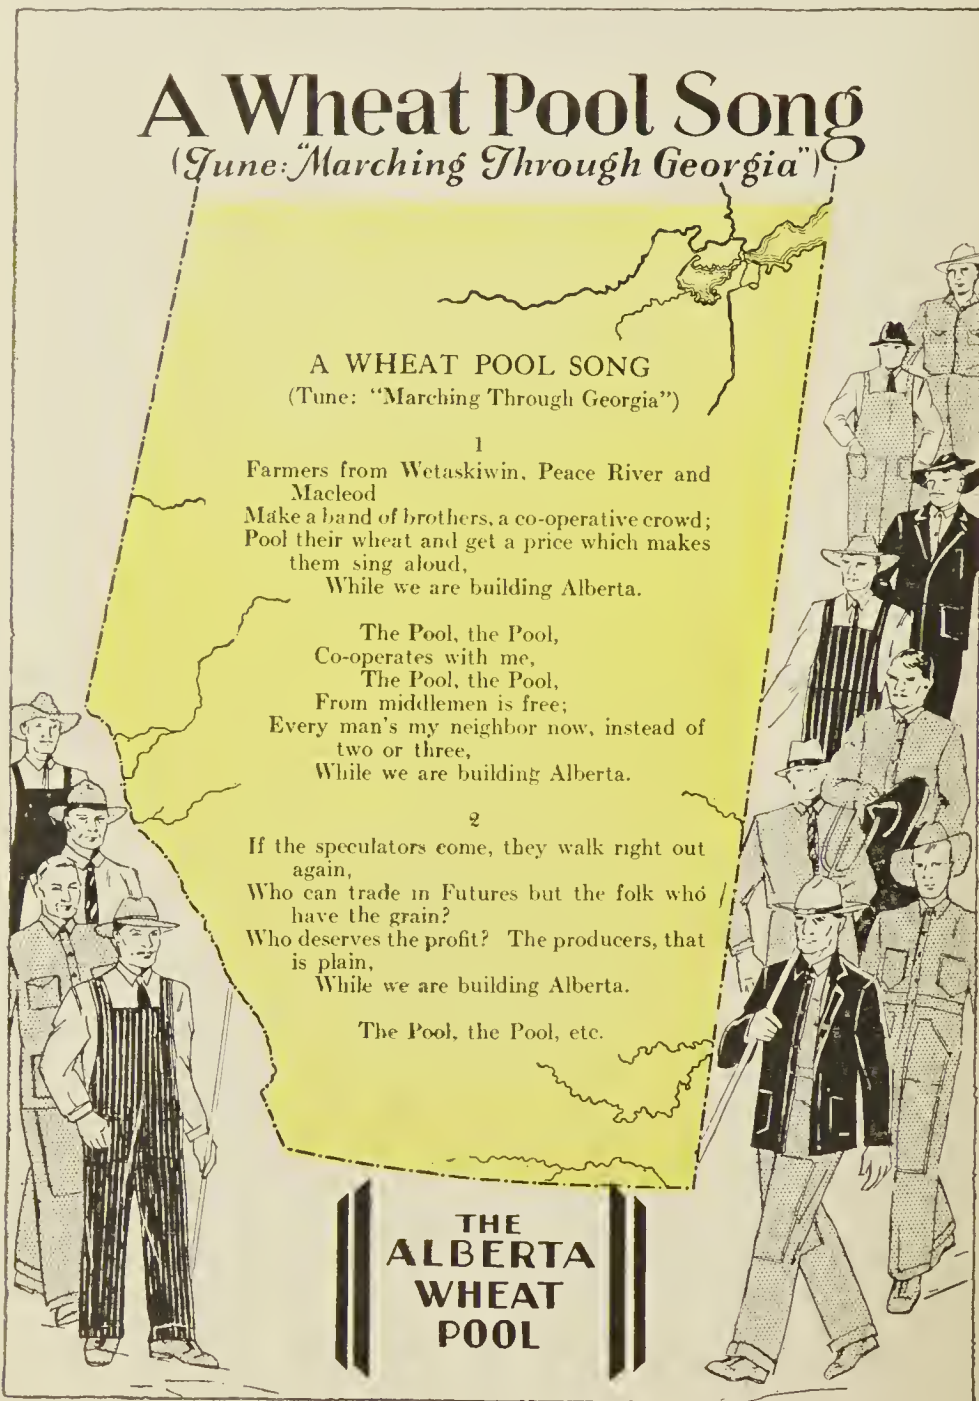 A Wheat Pool Song
(Tune: "Marching Through Georgia")
A WHEAT POOL SONG
(Tune: "Marching Through Georgia")
1
Farmers from Wetaskiwin, Peace River and
Macleod
Make a band of brothers, a co-operative crowd;
Pool their wheat and get a price which makes
them sing aloud,
While we are building Alberta.
The Pool, the Pool,
Co-operates with me,
The Pool, the Pool,
From middlemen is free;
Every man's my neighbor now, instead of
two or three,
While we are building Alberta.
2
If the speculators come, they walk right out
again,
Who can trade in Futures but the folk who
have the grain?
Who deserves the profit? The producers, that
is plain,
While we are building Alberta.
The Pool, the Pool, etc.
THE
ALBERTA
WHEAT
POOL